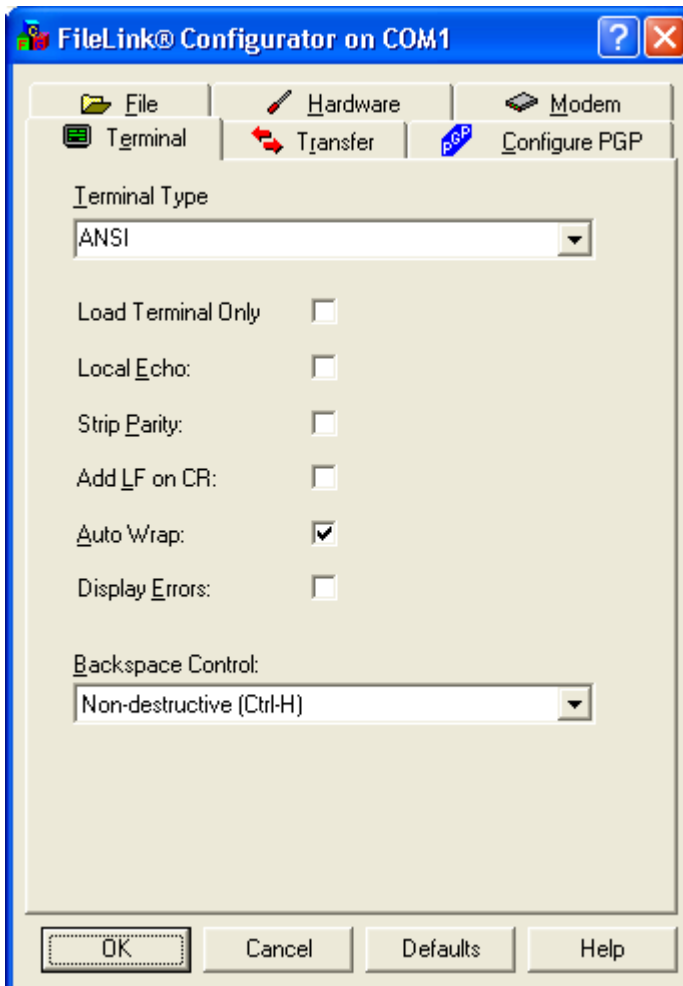 FileLink® Configurator on COM1
File Hardware Modem
Terminal Transfer PGP Configure PGP
Terminal Type
ANSI
Load Terminal Only
Local Echo:
Strip Parity:
Add LF on CR:
Auto Wrap:
Display Errors:
Backspace Control:
Non-destructive (Ctrl-H)
OK Cancel Defaults Help